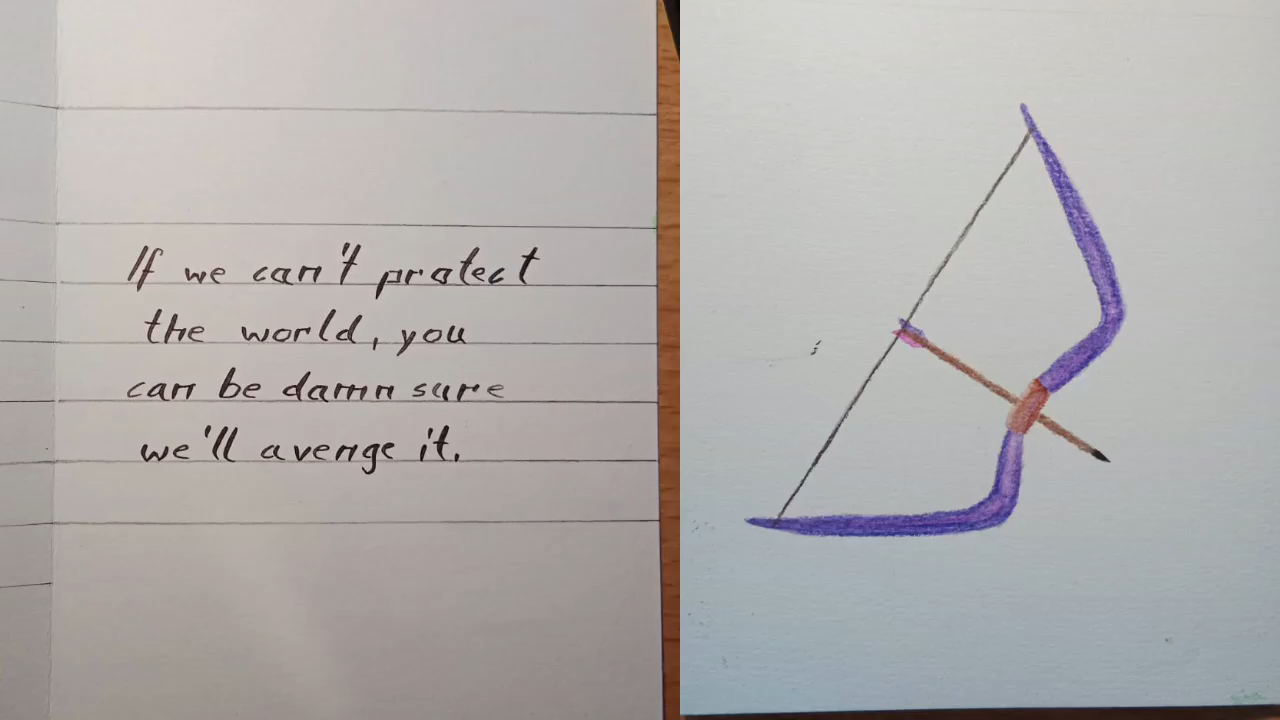 If we can't protect
the world, you
can be damn sure
we'll avenge it.